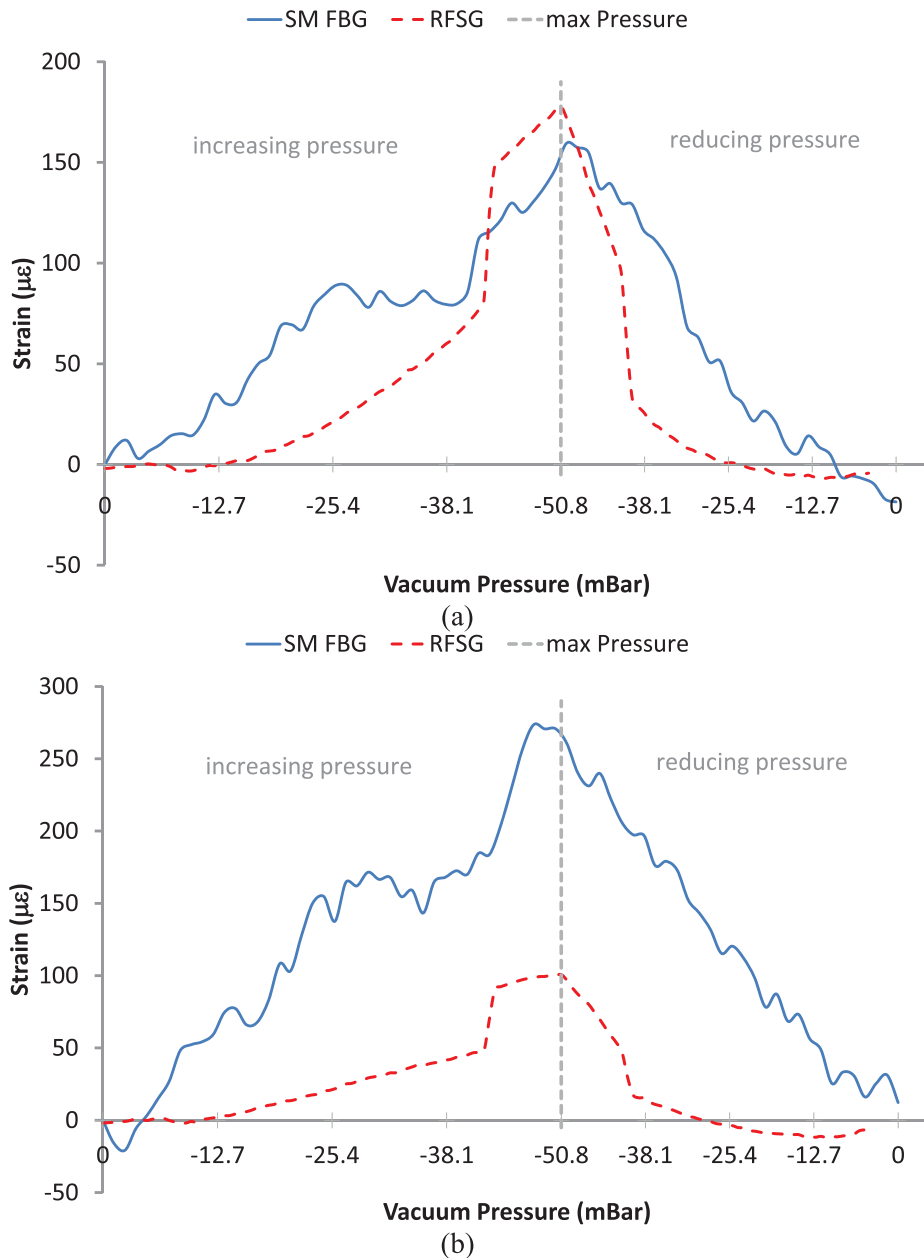 SM FBG RFSG max Pressure
200
increasing pressure reducing pressure
150
100
50
0
0 -12.7 -25.4 -38.1 -50.8 -38.1 -25.4 -12.7 0
-50
Strain (με)
Vacuum Pressure (mBar)
(a)
SM FBG RFSG max Pressure
300
250
increasing pressure reducing pressure
200
150
100
50
0
0 -12.7 -25.4 -38.1 -50.8 -38.1 -25.4 -12.7 0
-50
Strain (με)
Vacuum Pressure (mBar)
(b)